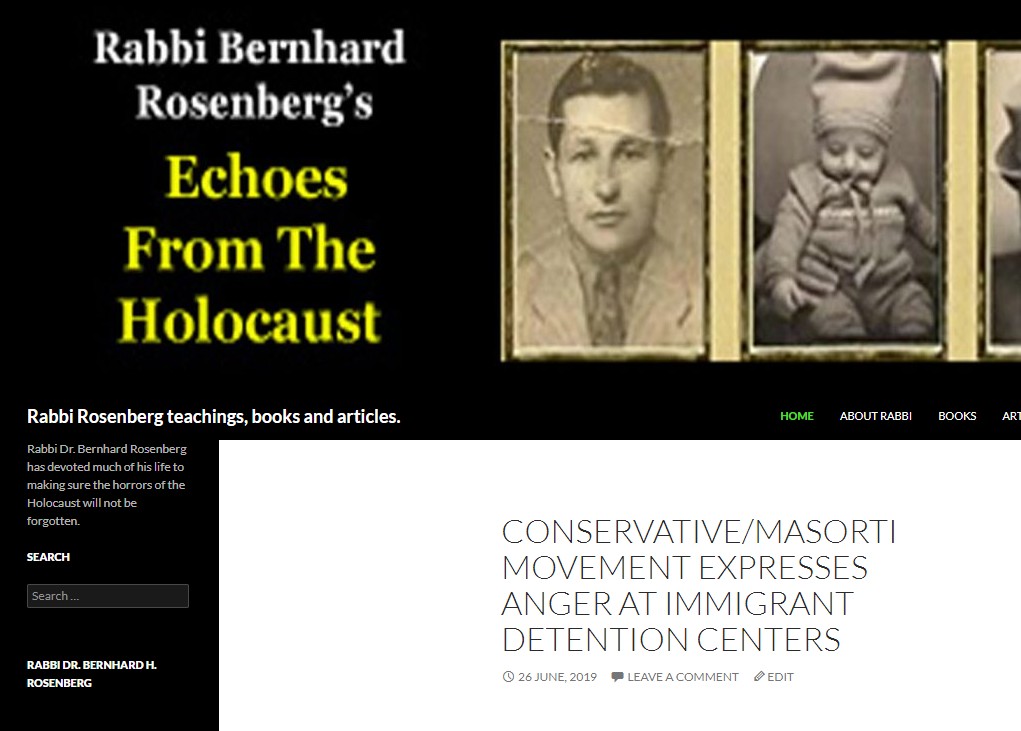 Rabbi Bernhard
Rosenberg's
Echoes
From The
Holocaust
Rabbi Rosenberg teachings, books and articles.
HOME
ABOUT RABBI
BOOKS
ART
Rabbi Dr. Bernhard Rosenberg
has devoted much of his life to
making sure the horrors of the
Holocaust will not be
forgotten.
SEARCH
Search ...
RABBI DR. BERNHARD H.
ROSENBERG
CONSERVATIVE/MASORTI
MOVEMENT EXPRESSES
ANGER AT IMMIGRANT
DETENTION CENTERS
26 JUNE, 2019 LEAVE A COMMENT EDIT